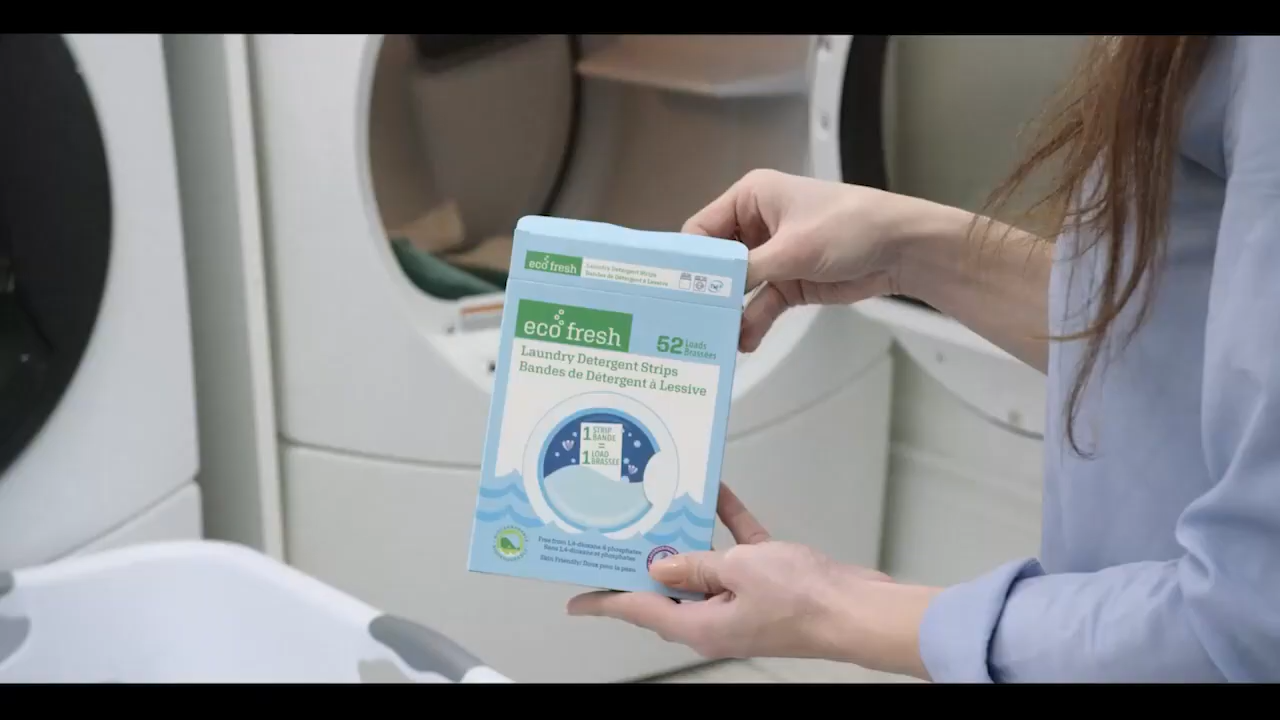 eco fresh
Laundry Detergent Strips
Bandes de Détergent à Lessive
eco fresh
52 Loads
Brassées
Laundry Detergent Strips
Bandes de Détergent à Lessive
1 STRIP
BANDE
=
1 LOAD
BRASSÉE
Free from: 1,4-dioxane & phosphates
Sans 1,4-dioxane et phosphates
Skin Friendly/Doux pour la peau